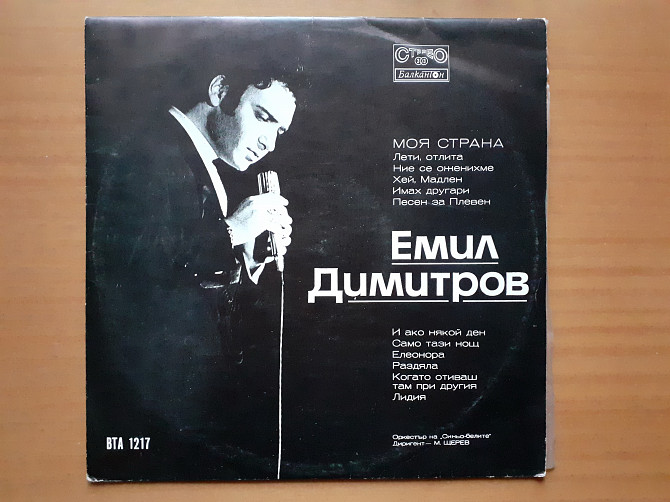 СТЕРЕО
Балкантон
МОЯ СТРАНА
Лети, отлита
Ние се оженихме
Хей, Мадлен
Имах другари
Песен за Плевен
Емил
Димитров
И ако някой ден
Само тази нощ
Елеонора
Раздяла
Когато отиваш
там при другия
Лидия
ВТА 1217
Оркестър на „Синьо-белите"
Диригент — М. ЩЕРЕВ